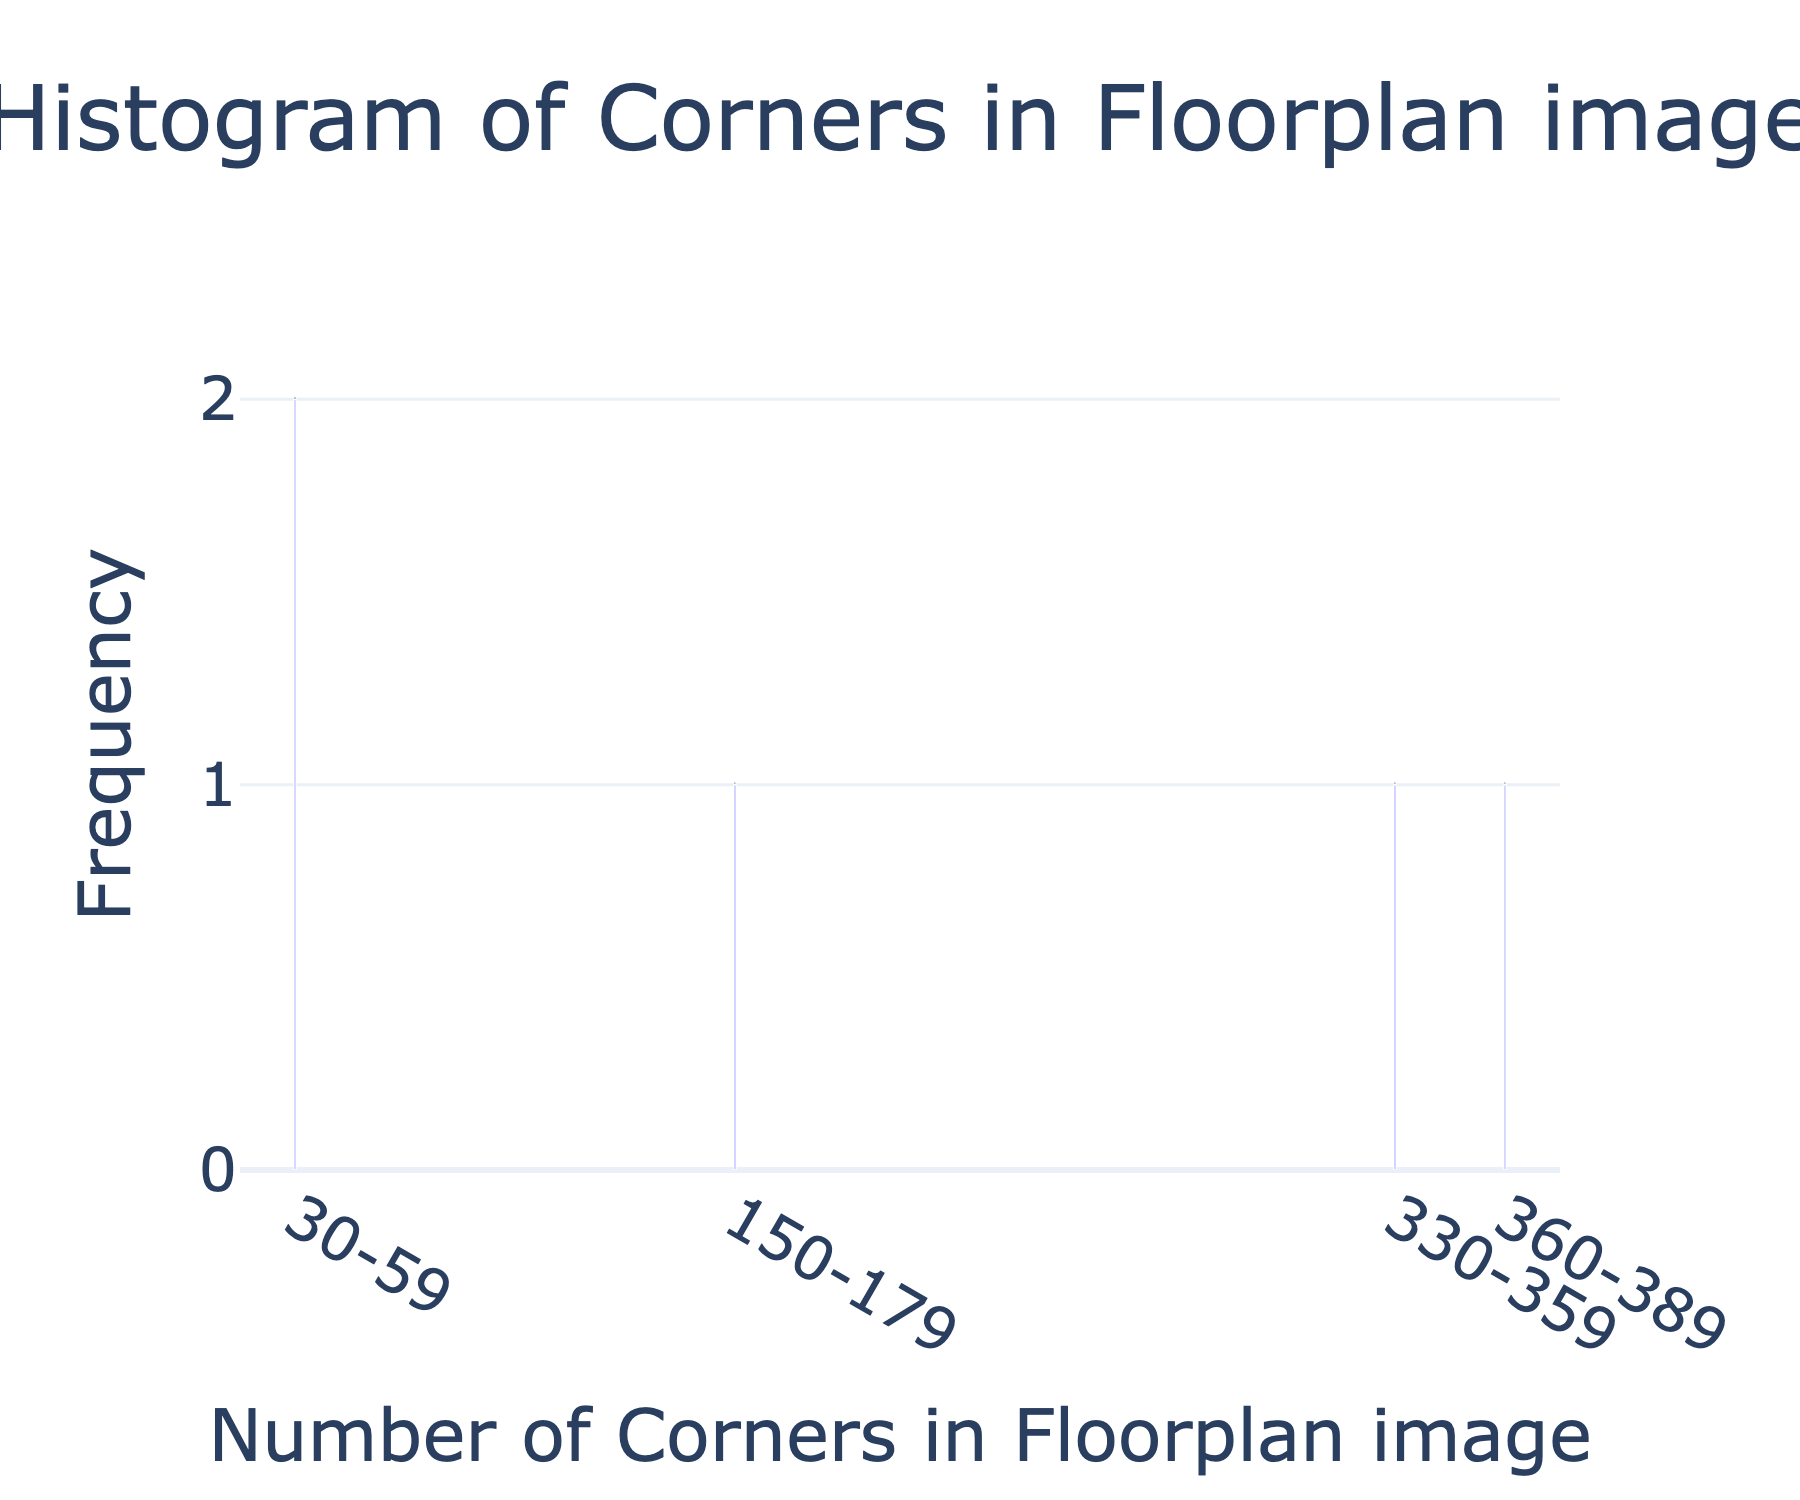 Histogram of Corners in Floorplan image
Frequency
2
1
0
30-59
150-179
330-359
360-389
Number of Corners in Floorplan image